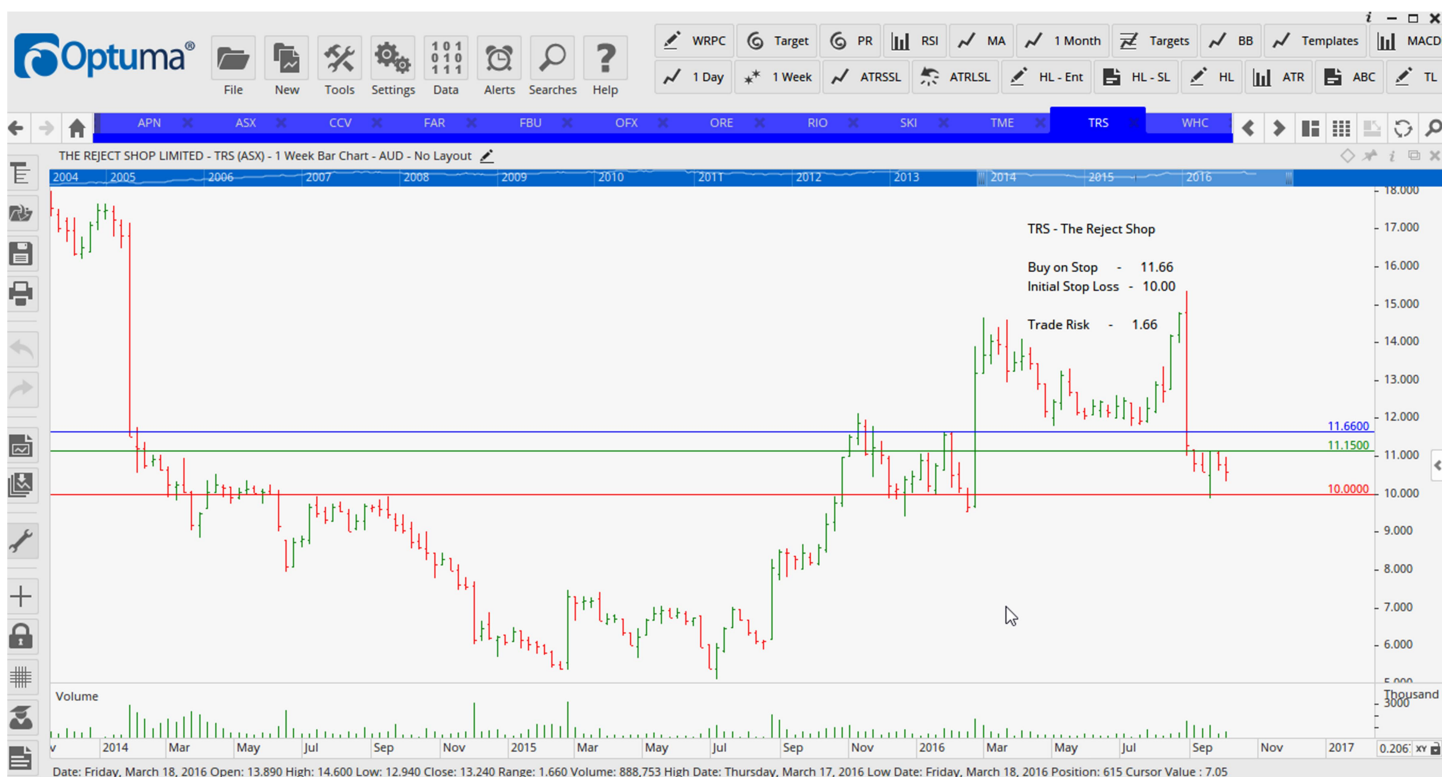 i
Optuma®
File New Tools Settings Data Alerts Searches Help
101
010
111
WRPC Target PR RSI MA 1 Month Targets BB Templates MACD
1 Day 1 Week ATRSSL ATRLSL HL - Ent HL - SL HL ATR ABC TL
APN ASX CCV FAR FBU OFX ORE RIO SKI TME TRS WHC
THE REJECT SHOP LIMITED - TRS (ASX) - 1 Week Bar Chart - AUD - No Layout
2004 2005 2006 2007 2008 2009 2010 2011 2012 2013 2014 2015 2016
18.000
17.000
TRS - The Reject Shop
16.000
Buy on Stop - 11.66
Initial Stop Loss - 10.00
15.000
Trade Risk - 1.66
14.000
13.000
12.000
11.6600
11.1500
11.000
10.0000
10.000
9.000
8.000
7.000
6.000
5.000
Volume
Thousand
3000
v 2014 Mar May Jul Sep Nov 2015 Mar May Jul Sep Nov 2016 Mar May Jul Sep Nov 2017 0.206 XY
Date: Friday, March 18, 2016 Open: 13.890 High: 14.600 Low: 12.940 Close: 13.240 Range: 1.660 Volume: 888,753 High Date: Thursday, March 17, 2016 Low Date: Friday, March 18, 2016 Position: 615 Cursor Value : 7.05